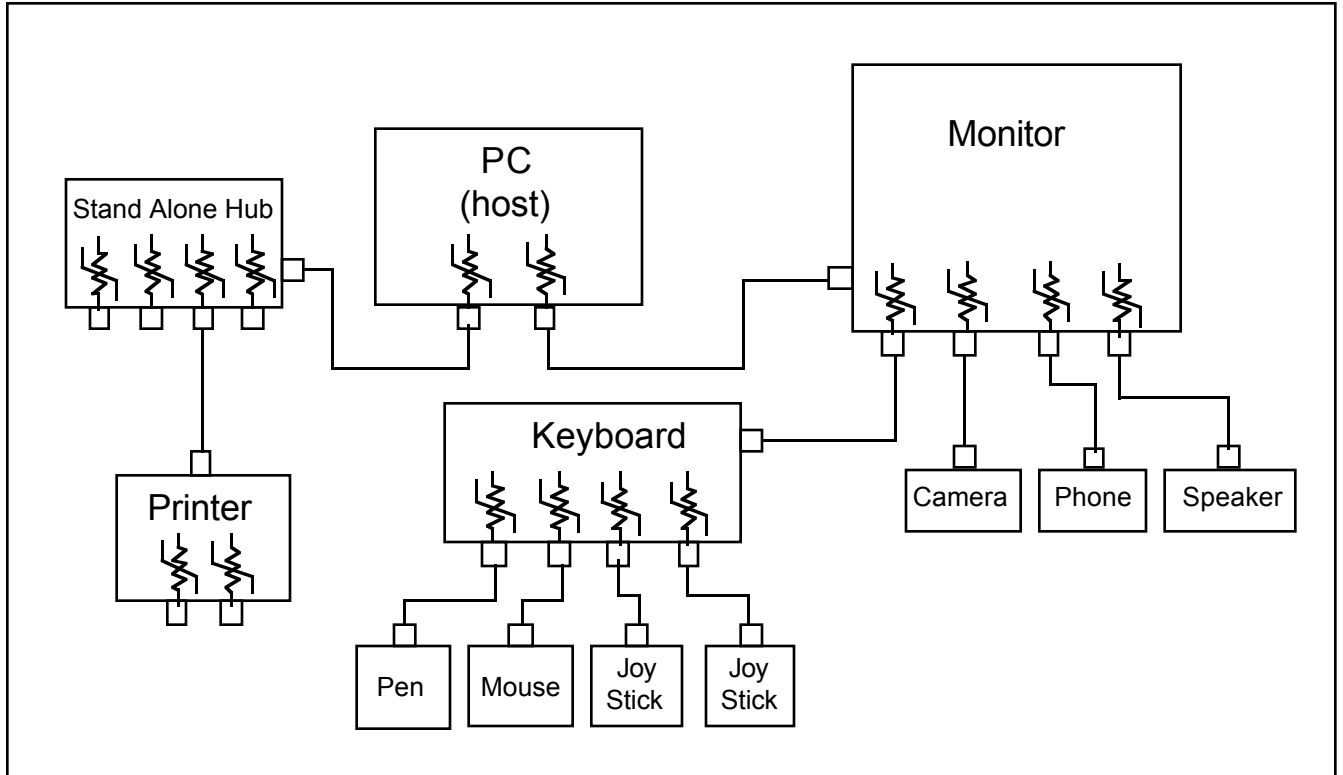 Monitor
PC
(host)
Stand Alone Hub
Keyboard
Printer
Camera
Phone
Speaker
Pen
Mouse
Joy
Stick
Joy
Stick